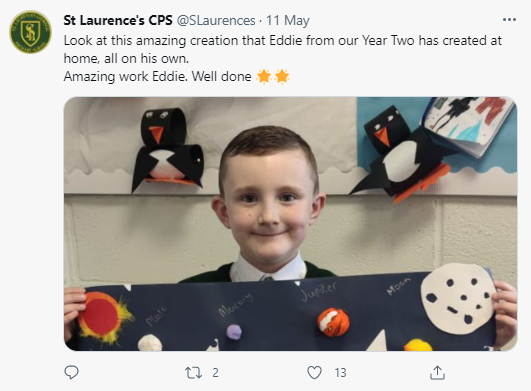 St Laurence's CPS @SLaurences · 11 May
Look at this amazing creation that Eddie from our Year Two has created at
home, all on his own.
Amazing work Eddie. Well done
Mars
Mercury
Jupiter
Moon
2
13